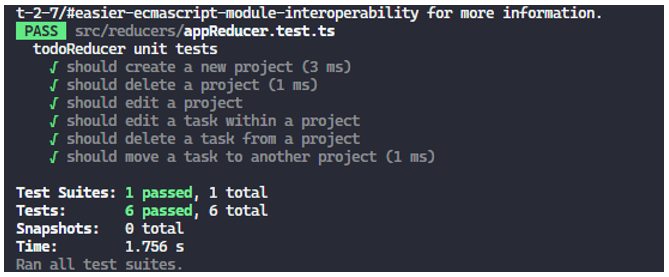 t-2-7/#easier-ecmascript-module-interoperability for more information.
PASS src/reducers/appReducer.test.ts
todoReducer unit tests
√ should create a new project (3 ms)
√ should delete a project (1 ms)
√ should edit a project
√ should edit a task within a project
√ should delete a task from a project
√ should move a task to another project (1 ms)
Test Suites: 1 passed, 1 total
Tests: 6 passed, 6 total
Snapshots: 0 total
Time: 1.756 s
Ran all test suites.